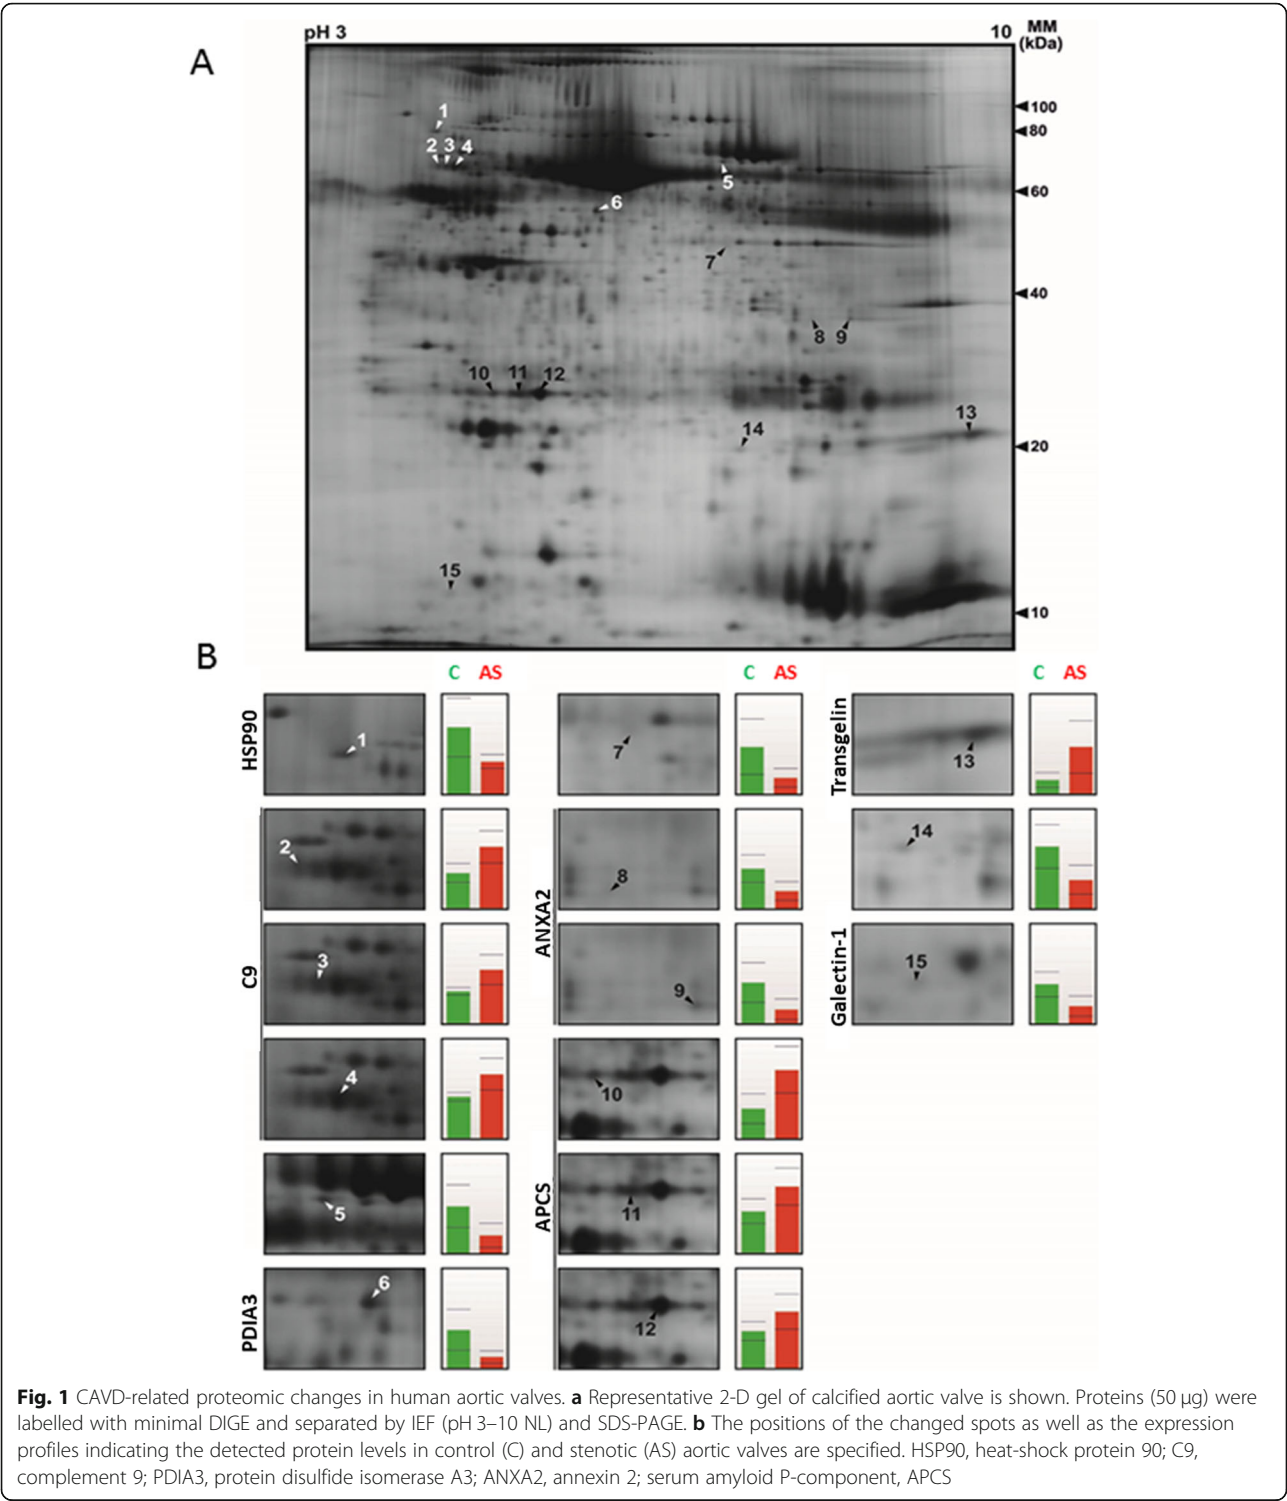 pH 3 10 MM
(kDa)
A
100
1
80
2 3 4
5
60
6
7
40
8 9
10 11 12
13
14
20
15
10
B
C AS C AS C AS
HSP90
1
7
Transgelin
13
2
8
14
C9
3
ANXA2
9
Galectin-1
15
4
10
5
APCS
11
PDIA3
6
12
Fig. 1 CAVD-related proteomic changes in human aortic valves. a Representative 2-D gel of calcified aortic valve is shown. Proteins (50 μg) were
labelled with minimal DIGE and separated by IEF (pH 3–10 NL) and SDS-PAGE. b The positions of the changed spots as well as the expression
profiles indicating the detected protein levels in control (C) and stenotic (AS) aortic valves are specified. HSP90, heat-shock protein 90; C9,
complement 9; PDIA3, protein disulfide isomerase A3; ANXA2, annexin 2; serum amyloid P-component, APCS